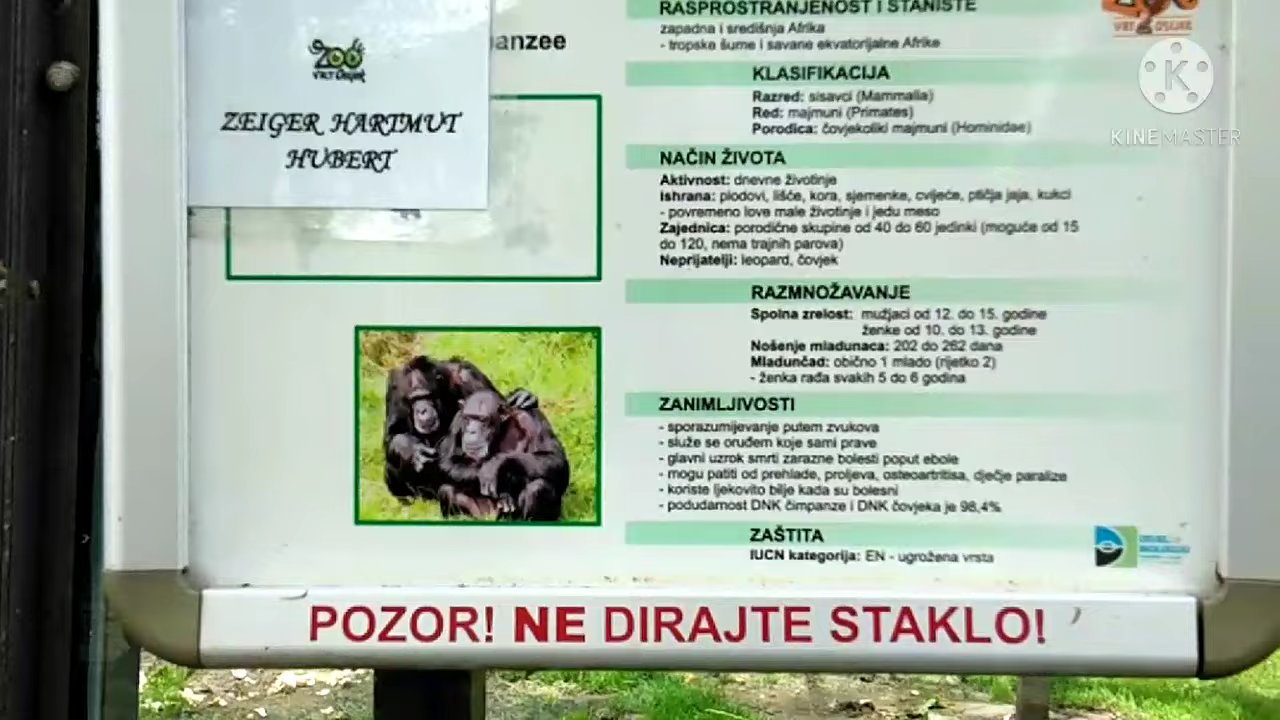 ZOO
VRT Osijek
ZEIGER HARTMUT
HUBERT
panzee
RASPROSTRANJENOST I STANIŠTE
zapadna i središnja Afrika
- tropske šume i savane ekvatorijalne Afrike
KLASIFIKACIJA
Razred: sisavci (Mammalia)
Red: majmuni (Primates)
Porodica: čovjekoliki majmuni (Hominidae)
NAČIN ŽIVOTA
Aktivnost: dnevne životinje
Ishrana: plodovi, lišće, kora, sjemenke, cvijeće, ptičja jaja, kukci
- povremeno love male životinje i jedu meso
Zajednica: porodične skupine od 40 do 60 jedinki (moguće od 15
do 120, nema trajnih parova)
Neprijatelji: leopard, čovjek
RAZMNOŽAVANJE
Spolna zrelost: mužjaci od 12. do 15. godine
ženke od 10. do 13. godine
Nošenje mladunaca: 202 do 262 dana
Mladunčad: obično 1 mlado (rijetko 2)
- ženka rađa svakih 5 do 6 godina
ZANIMLJIVOSTI
- sporazumijevanje putem zvukova
- služe se oruđem koje sami prave
- glavni uzrok smrti zarazne bolesti poput ebole
- mogu patiti od prehlade, proljeva, osteoartritisa, dječje paralize
- koriste ljekovito bilje kada su bolesni
- podudarnost DNK čimpanze i DNK čovjeka je 98,4%
ZAŠTITA
IUCN kategorija: EN - ugrožena vrsta
POZOR! NE DIRAJTE STAKLO!
ZOO
VRT OSIJEK
K
KINEMASTER